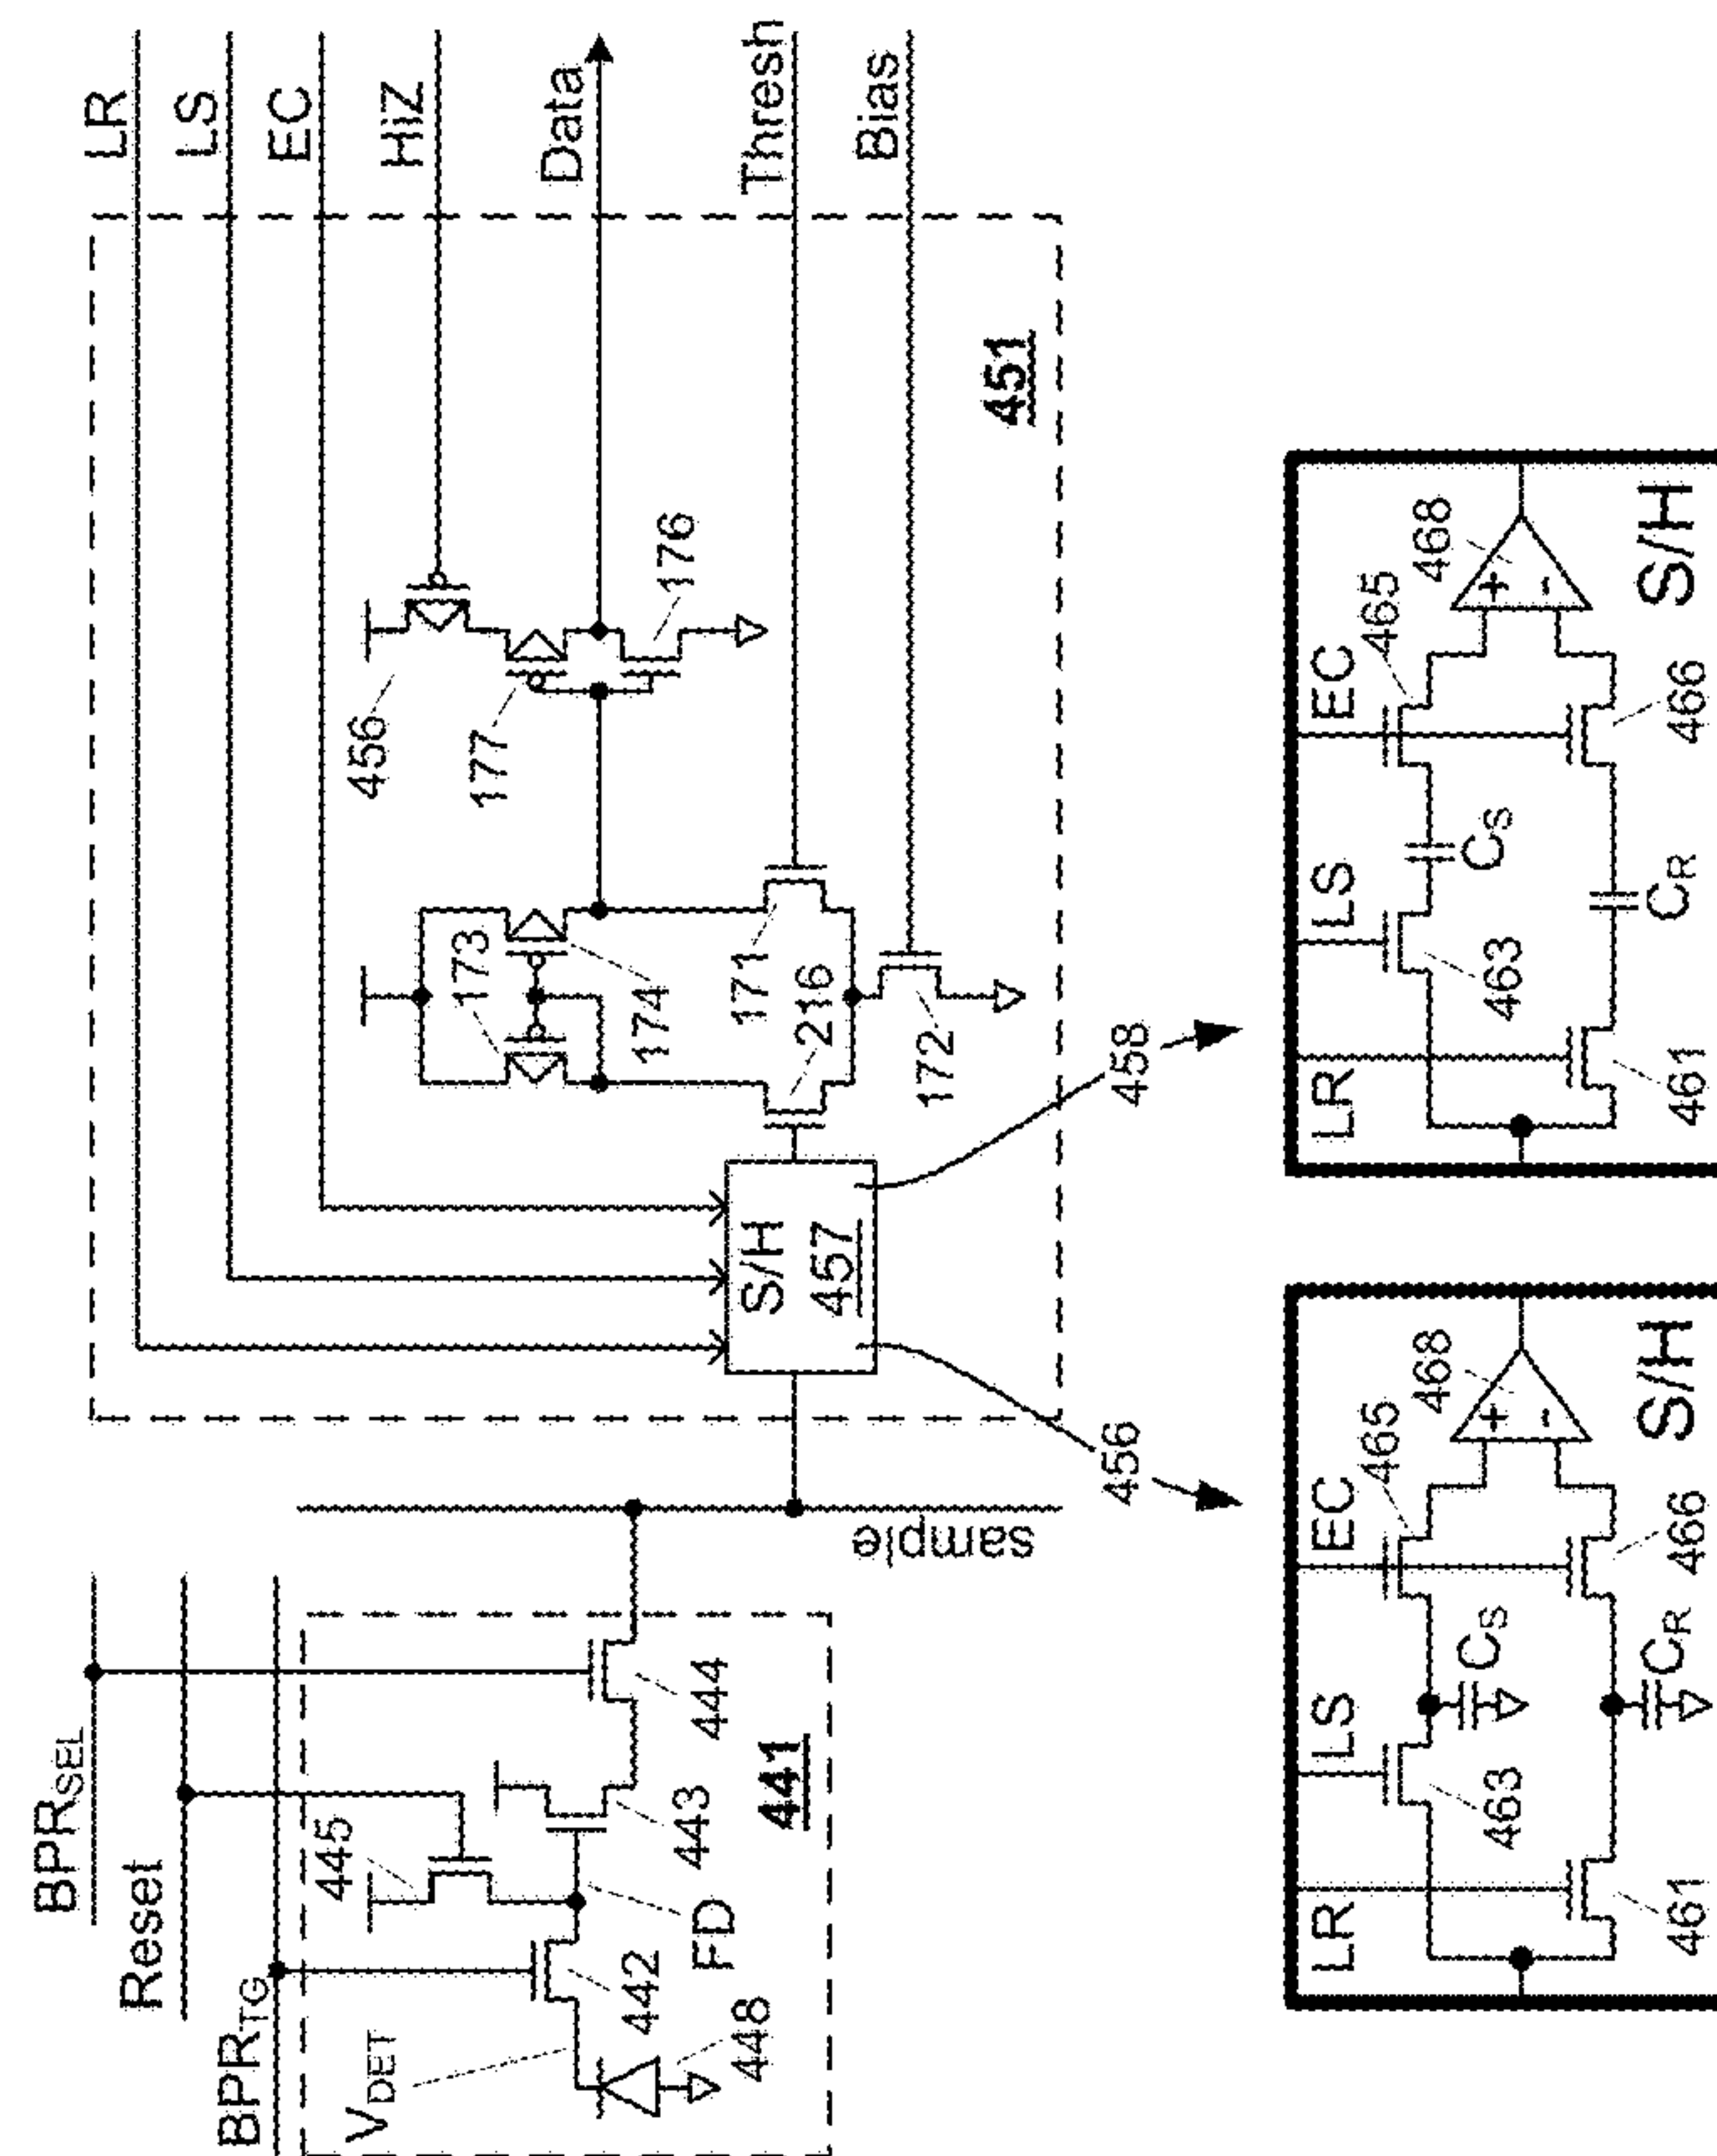 BPR_SEL
Reset
BPR_TG
V_DET
445
442
FD
448
443
444
441
sample
LR
LS
EC
HiZ
Data
Thresh
Bias
456
177
176
173
174
171
216
172
S/H
457
451
456
458
LR
LS
EC
463
C_S
465
468
+
-
461
C_R
466
S/H
LR
LS
EC
463
C_S
465
468
+
-
461
C_R
466
S/H